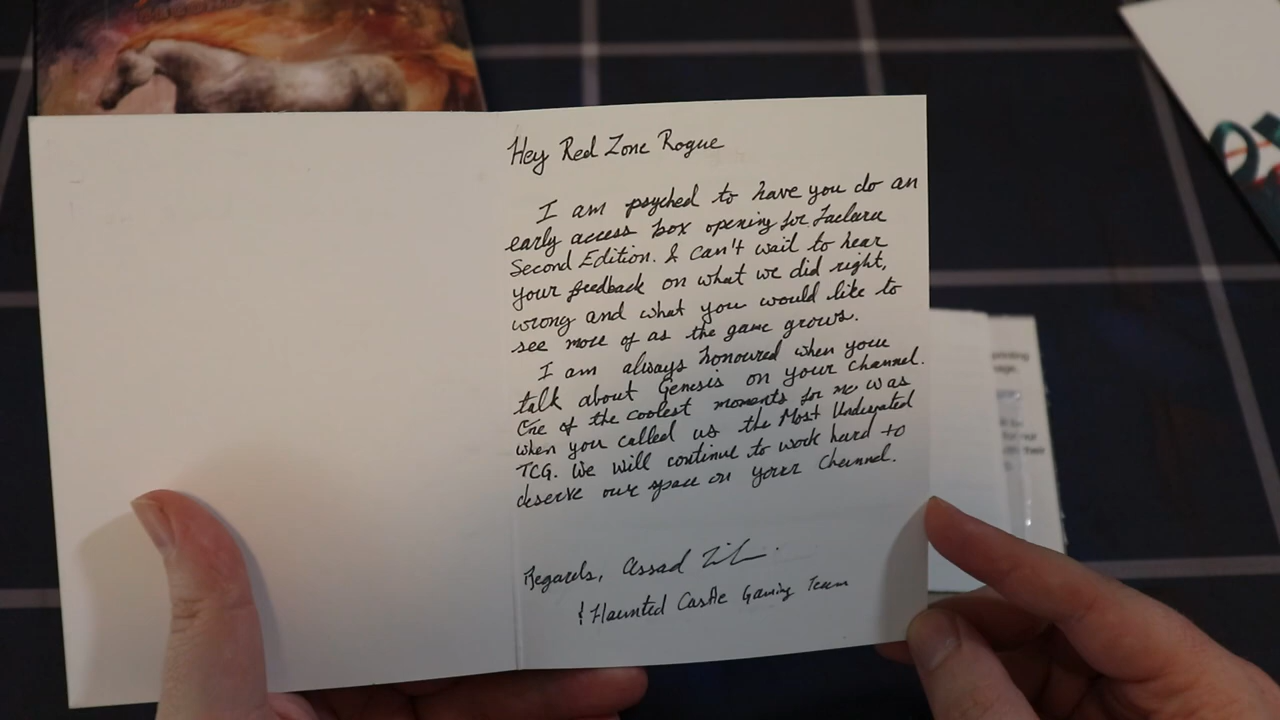 Hey Red Zone Rogue
I am psyched to have you do an
early access box opening for Jaelara
Second Edition. I can't wait to hear
your feedback on what we did right,
wrong and what you would like to
see more of as the game grows.
I am always honoured when you
talk about Genesis on your channel.
One of the coolest moments for me was
when you called us the Most Underrated
TCG. We will continue to work hard to
deserve our space on your channel.
Regards, Assad
& Haunted Castle Gaming Team